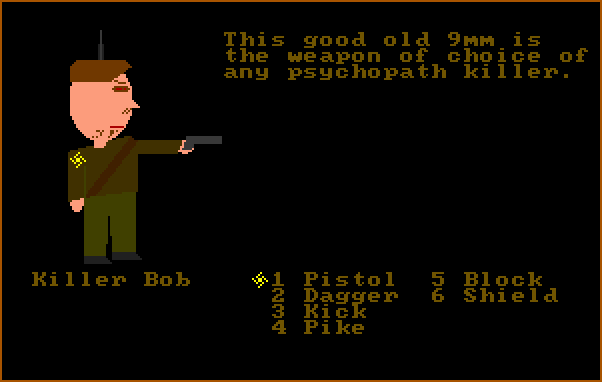 This good old 9mm is
the weapon of choice of
any psychopath killer.
Killer Bob
1 Pistol 5 Block
2 Dagger 6 Shield
3 Kick
4 Pike